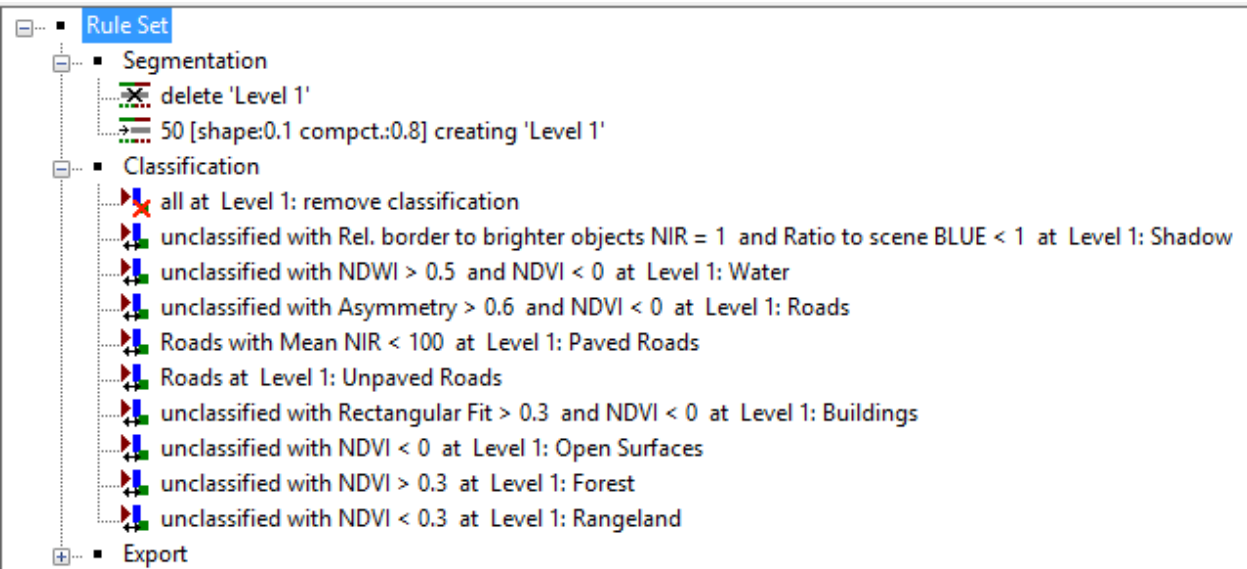 Rule Set
Segmentation
delete 'Level 1'
50 [shape:0.1 compct.:0.8] creating 'Level 1'
Classification
all at  Level 1: remove classification
unclassified with Rel. border to brighter objects NIR = 1  and Ratio to scene BLUE < 1  at  Level 1: Shadow
unclassified with NDWI > 0.5  and NDVI < 0  at  Level 1: Water
unclassified with Asymmetry > 0.6  and NDVI < 0  at  Level 1: Roads
Roads with Mean NIR < 100  at  Level 1: Paved Roads
Roads at  Level 1: Unpaved Roads
unclassified with Rectangular Fit > 0.3  and NDVI < 0  at  Level 1: Buildings
unclassified with NDVI < 0  at  Level 1: Open Surfaces
unclassified with NDVI > 0.3  at  Level 1: Forest
unclassified with NDVI < 0.3  at  Level 1: Rangeland
Export